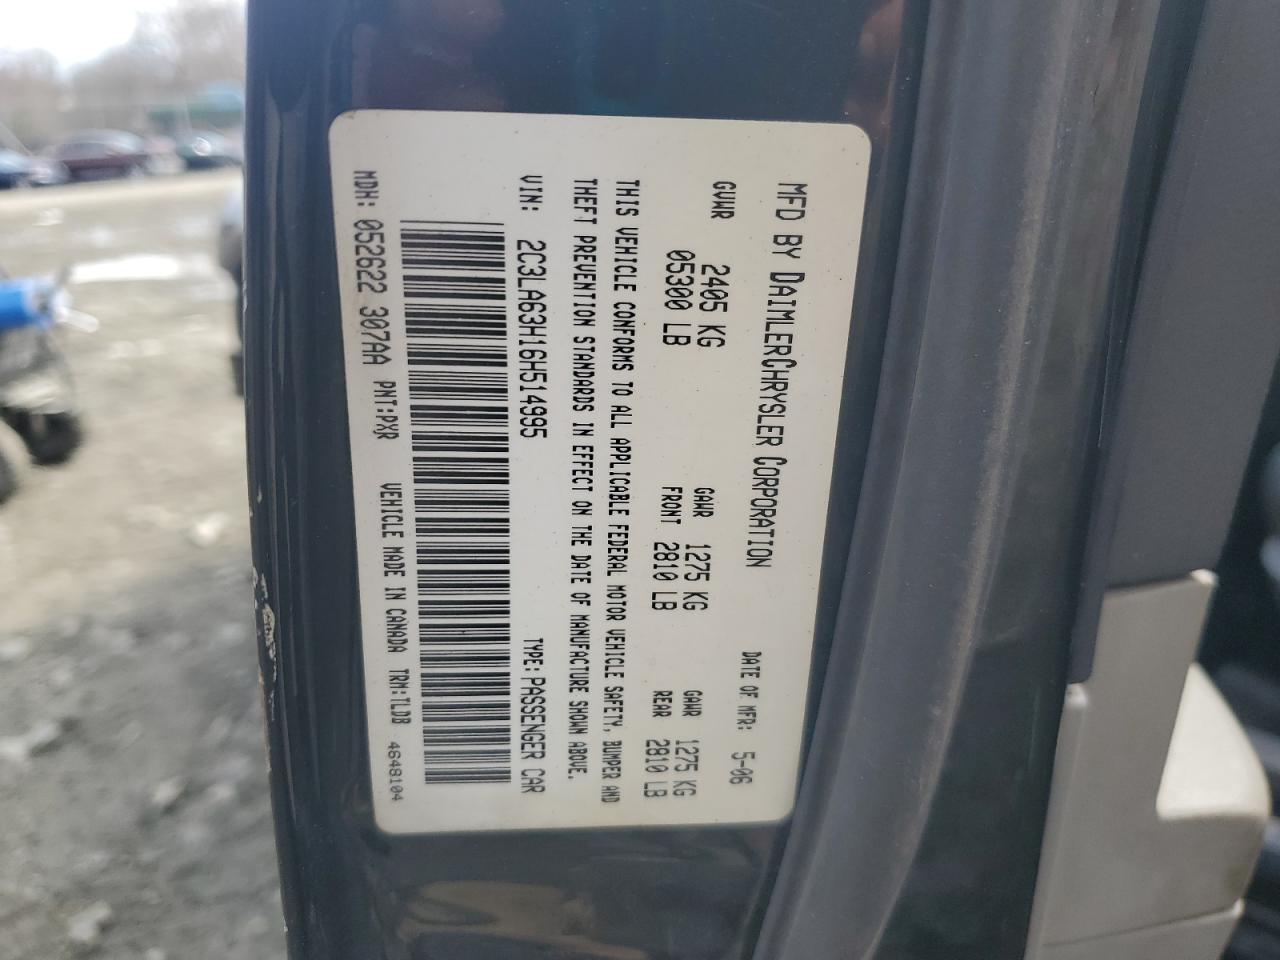 MFD BY DAIMLERCHRYSLER CORPORATION DATE OF MFR: 5-06
GVWR 2405 KG GAWR 1275 KG GAWR 1275 KG
05300 LB FRONT 2810 LB REAR 2810 LB
THIS VEHICLE CONFORMS TO ALL APPLICABLE FEDERAL MOTOR VEHICLE SAFETY, BUMPER AND
THEFT PREVENTION STANDARDS IN EFFECT ON THE DATE OF MANUFACTURE SHOWN ABOVE.
VIN: 2C3LA63H16H514995 TYPE: PASSENGER CAR
MDH: 052622 307AA PNT:PXR VEHICLE MADE IN CANADA TRM:TLDB 4648104